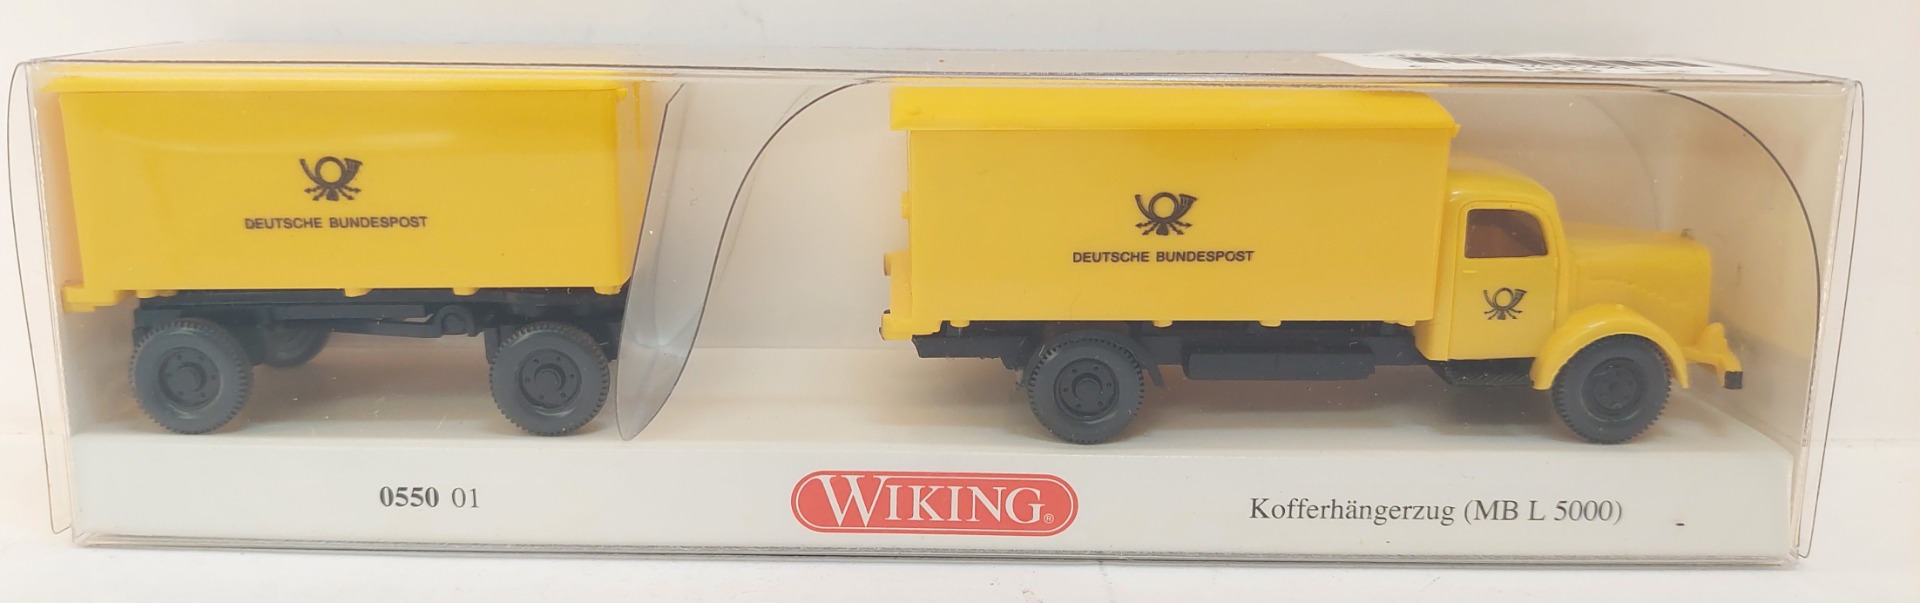 DEUTSCHE BUNDESPOST
DEUTSCHE BUNDESPOST
0550 01
WIKING®
Kofferhängerzug (MB L 5000)